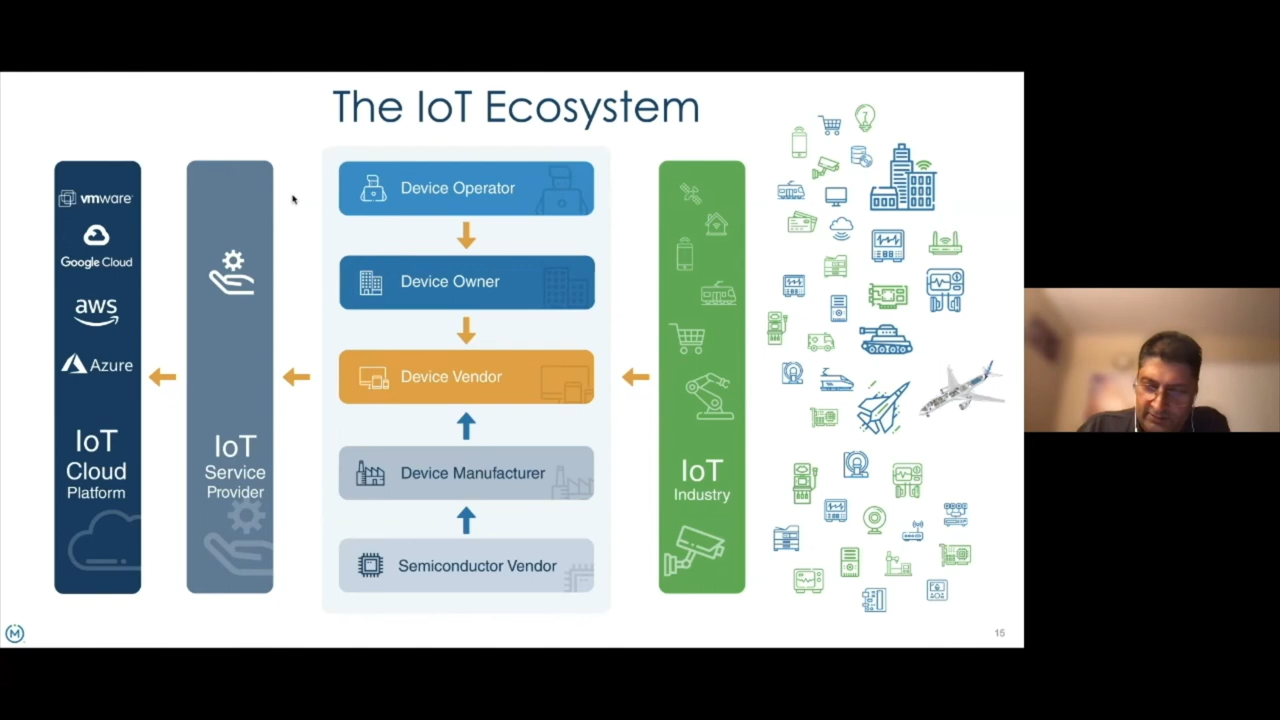 The IoT Ecosystem
vmware
Google Cloud
aws
Azure
IoT
Cloud
Platform
IoT
Service
Provider
Device Operator
Device Owner
Device Vendor
Device Manufacturer
Semiconductor Vendor
IoT
Industry
M
15